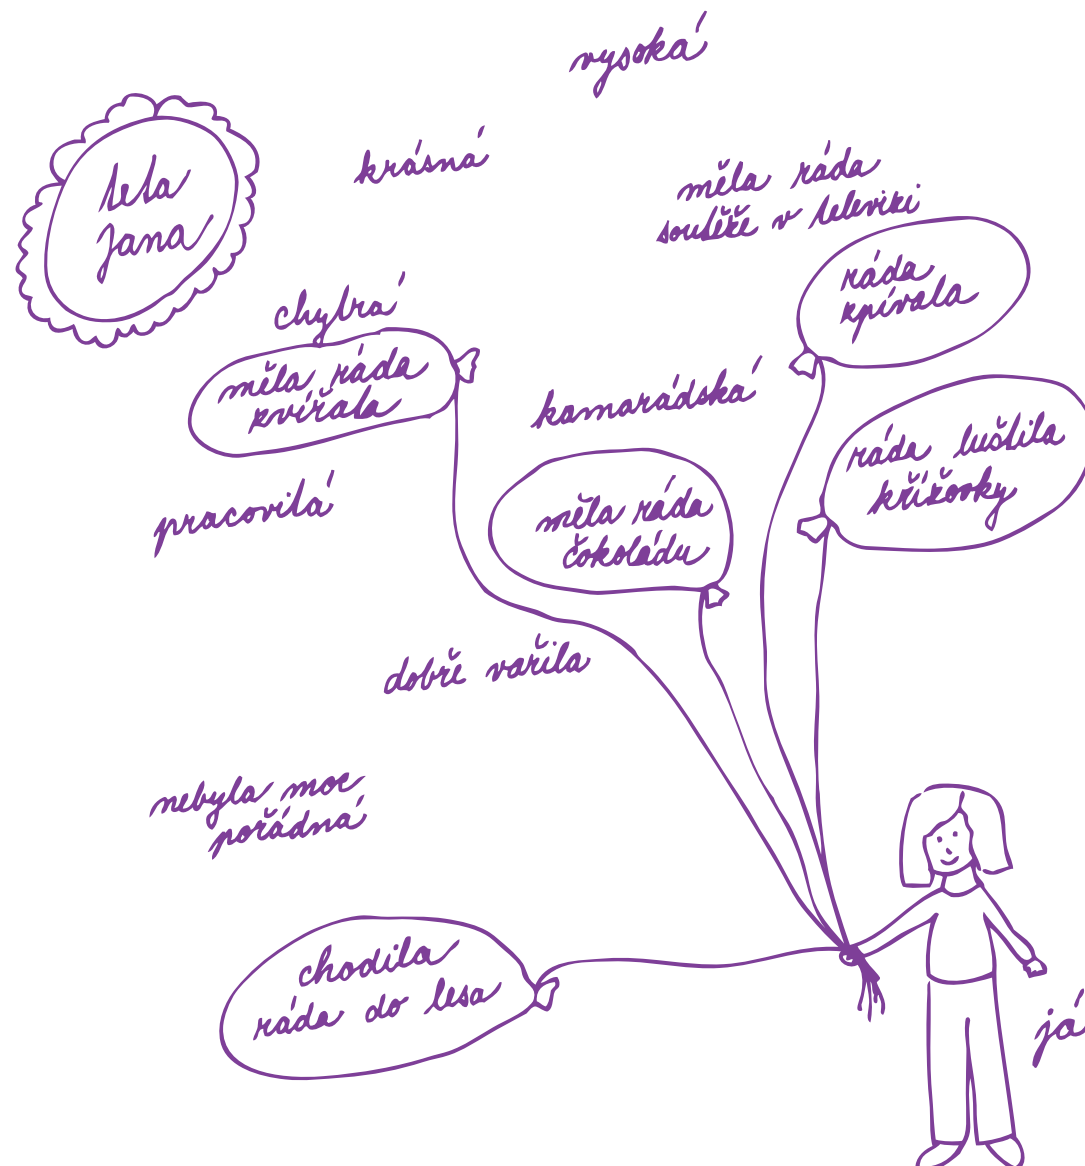 vysoká
krásná
teta
Jana
měla ráda
soutěže v televizi
ráda
zpívala
chytrá
měla ráda
zvířata
kamarádská
ráda luštila
křížovky
pracovitá
měla ráda
čokoládu
dobře vařila
nebyla moc
pořádná
chodila
ráda do lesa
já